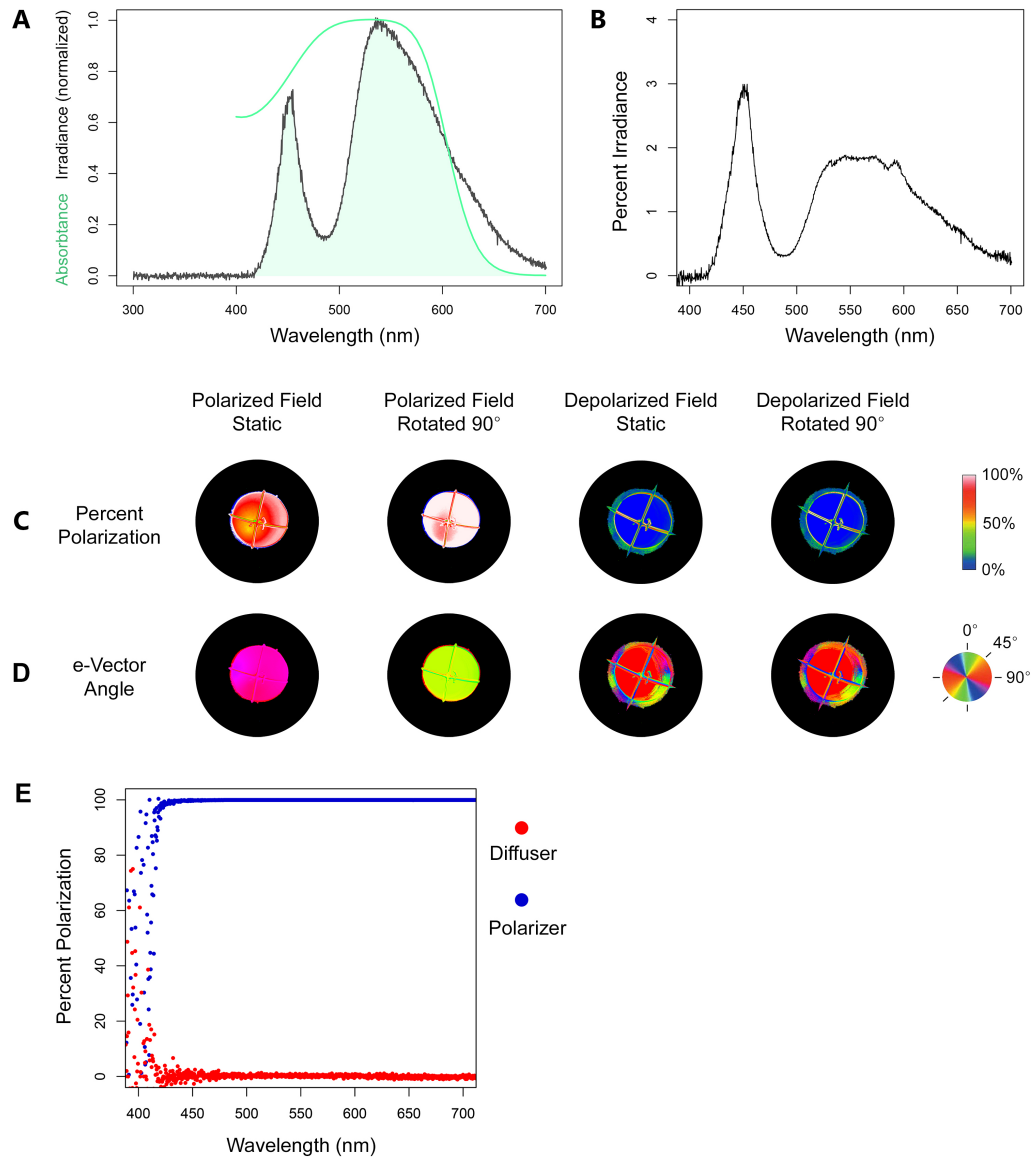 A
Absorbtance Irradiance (normalized)
0.0
0.2
0.4
0.6
0.8
1.0
300
400
500
600
700
Wavelength (nm)
B
Percent Irradiance
0
1
2
3
4
400
450
500
550
600
650
700
Wavelength (nm)
Polarized Field
Static
Polarized Field
Rotated 90°
Depolarized Field
Static
Depolarized Field
Rotated 90°
C
Percent
Polarization
100%
50%
0%
D
e-Vector
Angle
0°
45°
90°
E
Percent Polarization
0
20
40
60
80
100
400
450
500
550
600
650
700
Wavelength (nm)
Diffuser
Polarizer